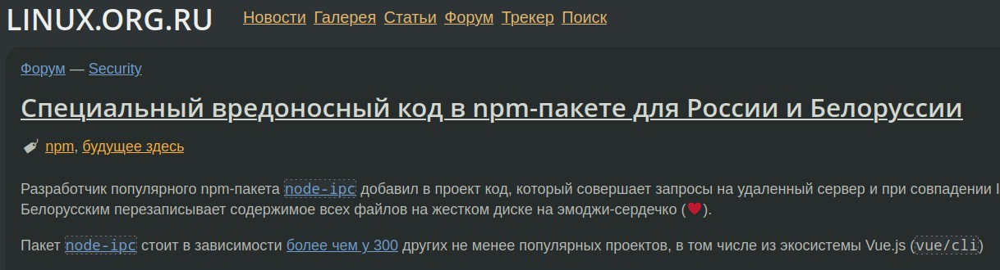 LINUX.ORG.RU Новости Галерея Статьи Форум Трекер Поиск
Форум — Security
Специальный вредоносный код в npm-пакете для России и Белоруссии
npm, будущее здесь
Разработчик популярного npm-пакета node-ipc добавил в проект код, который совершает запросы на удаленный сервер и при совпадении
Белорусским перезаписывает содержимое всех файлов на жестком диске на эмоджи-сердечко (♥).
Пакет node-ipc стоит в зависимости более чем у 300 других не менее популярных проектов, в том числе из экосистемы Vue.js (vue/cli)